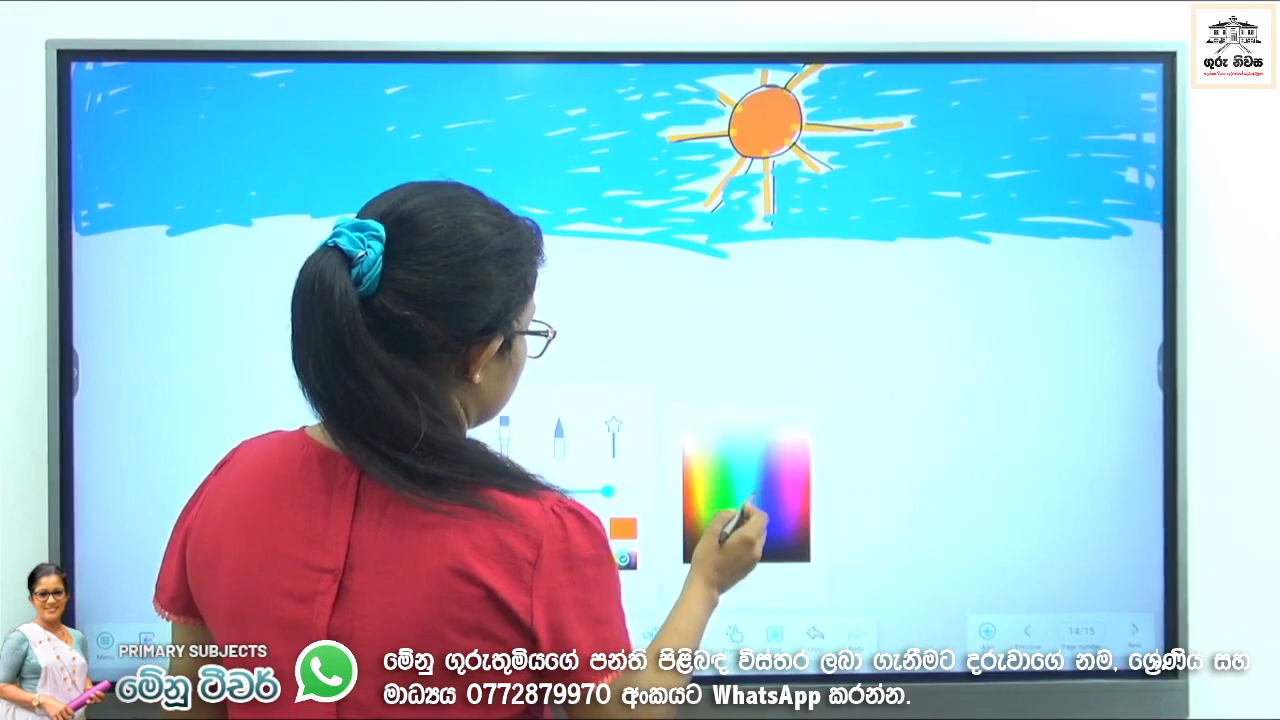 ගුරු නිවස
14/15
Menu
PRIMARY SUBJECTS
මේනු ටීචර්
මේනු ගුරුතුමියගේ පන්ති පිළිබඳ විස්තර ලබා ගැනීමට දරුවාගේ නම, ශ්‍රේණිය සහ
මාධ්‍යය 0772879970 අංකයට WhatsApp කරන්න.